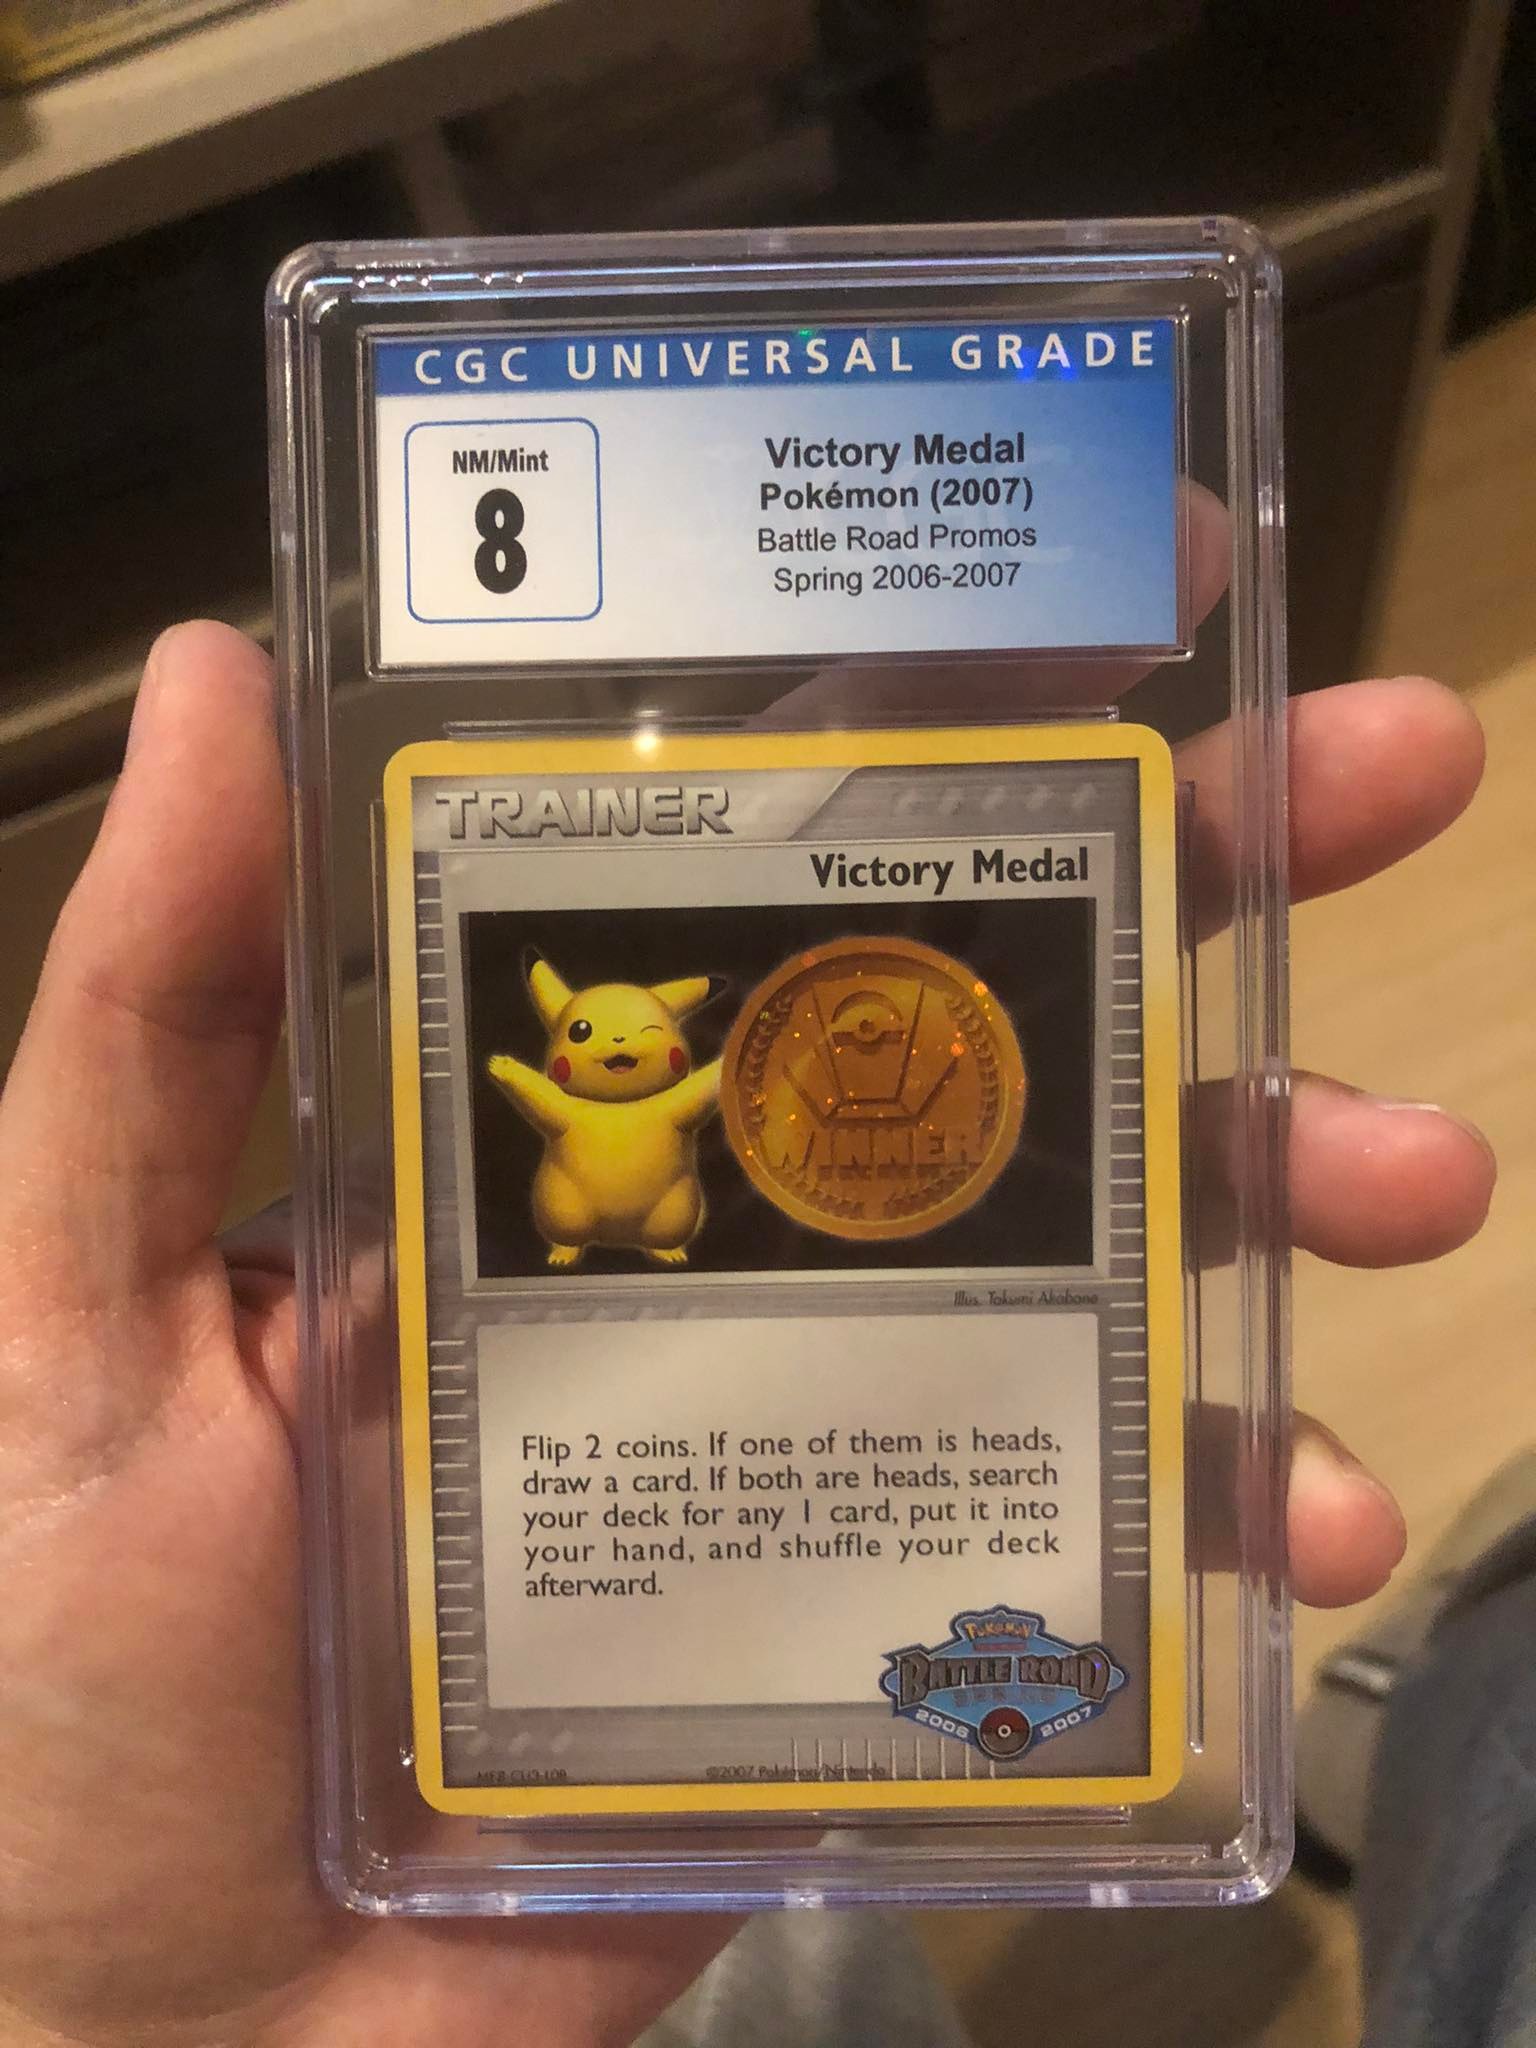 CGC UNIVERSAL GRADE
NM/Mint
8
Victory Medal
Pokémon (2007)
Battle Road Promos
Spring 2006-2007
TRAINER
Victory Medal
WINNER
Illus. Takumi Akabane
Flip 2 coins. If one of them is heads,
draw a card. If both are heads, search
your deck for any 1 card, put it into
your hand, and shuffle your deck
afterward.
POKéMON
BATTLE ROAD
2006 2007
©2007 Pokémon/Nintendo